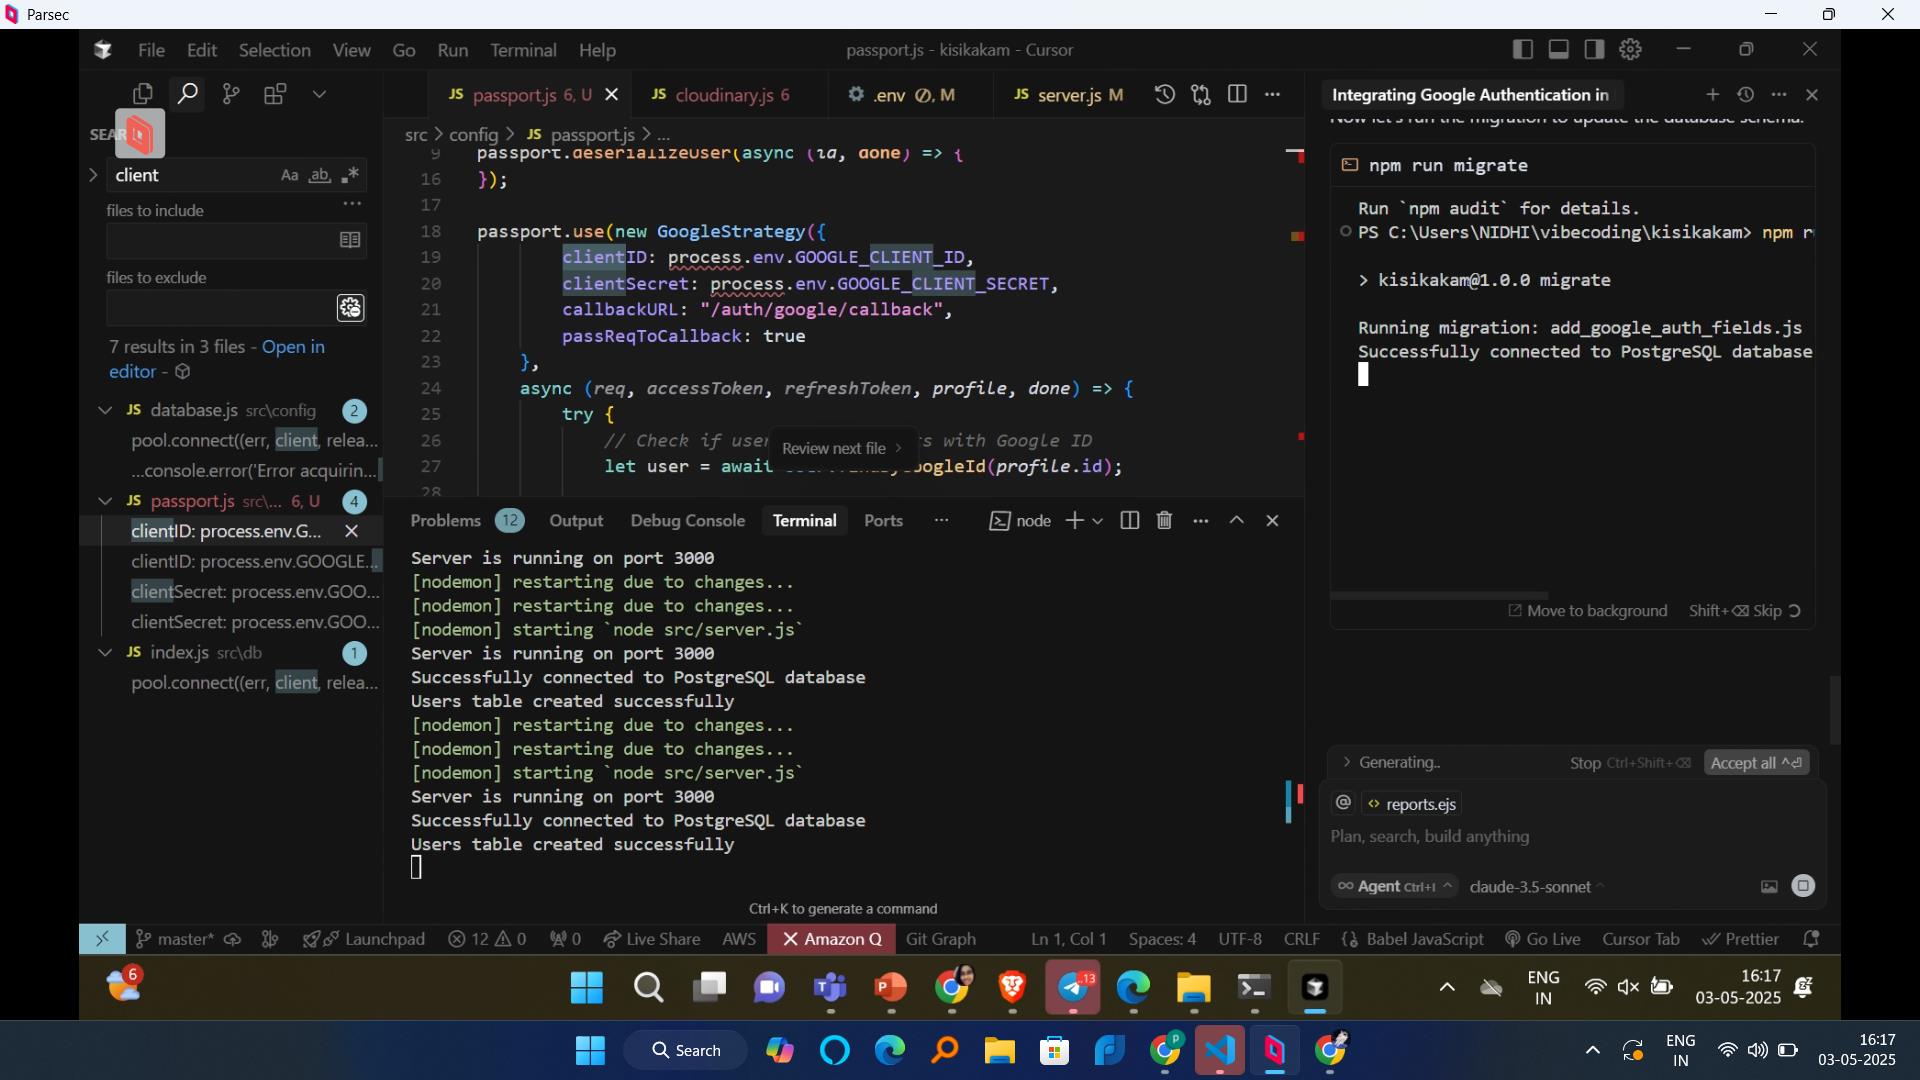 Parsec
File Edit Selection View Go Run Terminal Help
passport.js - kisikakam - Cursor
JS passport.js 6, U
JS cloudinary.js 6
.env M
JS server.js M
Integrating Google Authentication in
SEAR
client
Aa ab
files to include
files to exclude
7 results in 3 files - Open in
editor -
JS database.js src\config 2
pool.connect((err, client, relea...
...console.error('Error acquirin...
JS passport.js src\... 6, U 4
clientID: process.env.G...
clientID: process.env.GOOGLE...
clientSecret: process.env.GOO...
clientSecret: process.env.GOO...
JS index.js src\db 1
pool.connect((err, client, relea...
src > config > JS passport.js > ...
9 passport.deserializeUser(async (id, done) => {
16 });
17
18 passport.use(new GoogleStrategy({
19 clientID: process.env.GOOGLE_CLIENT_ID,
20 clientSecret: process.env.GOOGLE_CLIENT_SECRET,
21 callbackURL: "/auth/google/callback",
22 passReqToCallback: true
23 },
24 async (req, accessToken, refreshToken, profile, done) => {
25 try {
26 // Check if user s with Google ID
Review next file >
27 let user = await oogleId(profile.id);
28
Problems 12 Output Debug Console Terminal Ports ... node
Server is running on port 3000
[nodemon] restarting due to changes...
[nodemon] restarting due to changes...
[nodemon] starting `node src/server.js`
Server is running on port 3000
Successfully connected to PostgreSQL database
Users table created successfully
[nodemon] restarting due to changes...
[nodemon] restarting due to changes...
[nodemon] starting `node src/server.js`
Server is running on port 3000
Successfully connected to PostgreSQL database
Users table created successfully
Ctrl+K to generate a command
Now let's run the migration to update the database schema.
npm run migrate
Run `npm audit` for details.
PS C:\Users\NIDHI\vibecoding\kisikakam> npm r
> kisikakam@1.0.0 migrate
Running migration: add_google_auth_fields.js
Successfully connected to PostgreSQL database
Move to background Shift+⌫ Skip
> Generating.. Stop Ctrl+Shift+⌫ Accept all ^⏎
@ <> reports.ejs
Plan, search, build anything
∞ Agent Ctrl+I ^ claude-3.5-sonnet ^
master* Launchpad 12 0 0 Live Share AWS Amazon Q Git Graph Ln 1, Col 1 Spaces: 4 UTF-8 CRLF {} Babel JavaScript Go Live Cursor Tab Prettier
6
13
ENG
IN
16:17
03-05-2025
Search
P
ENG
IN
16:17
03-05-2025